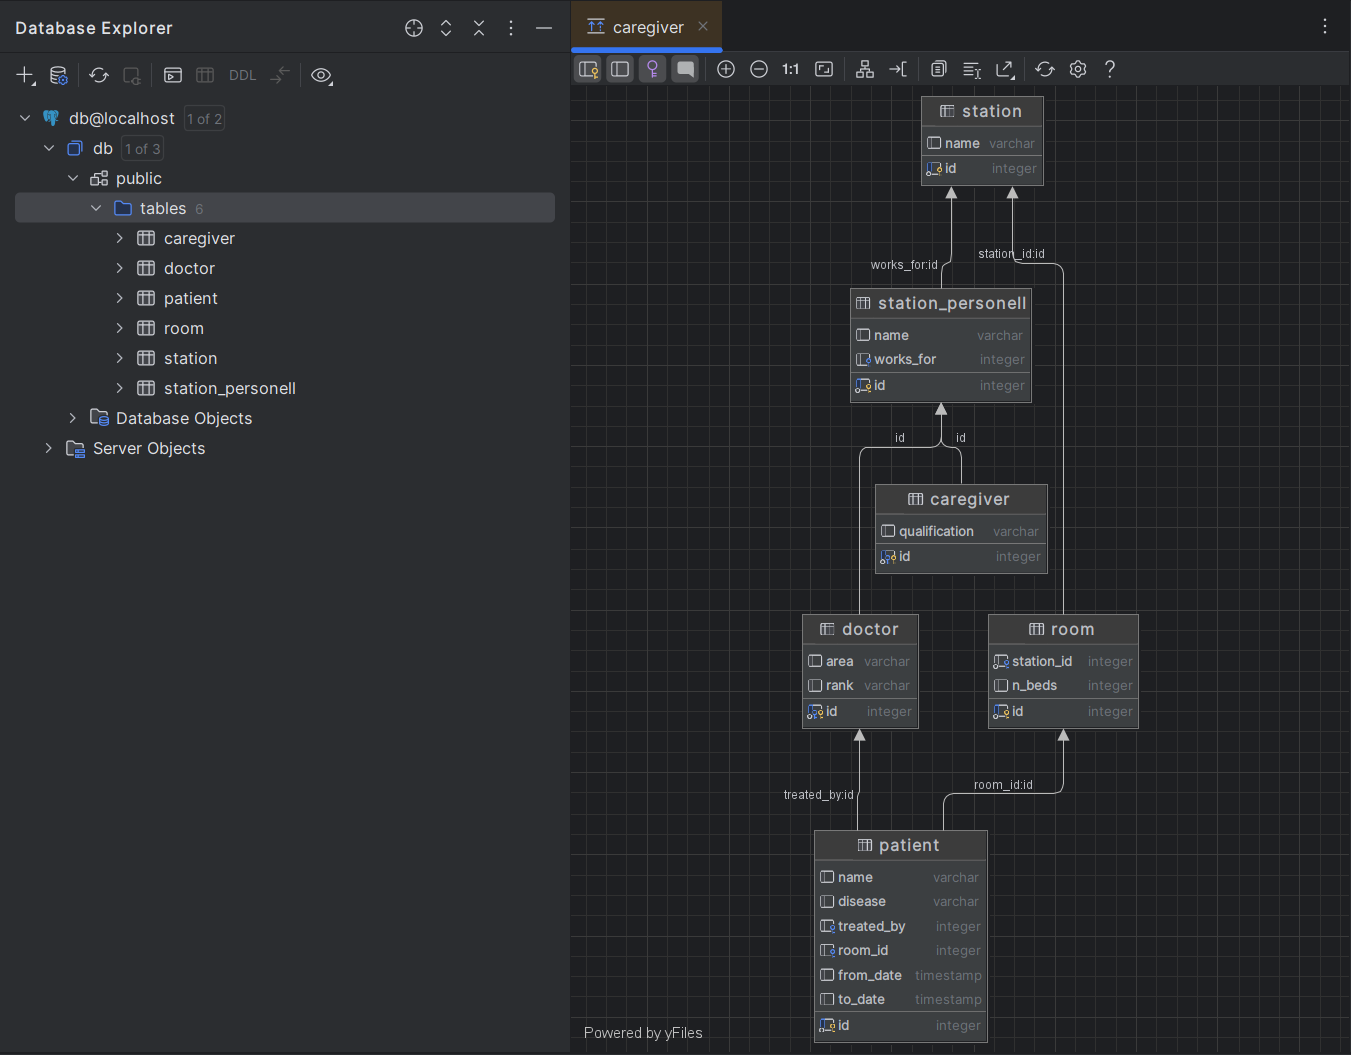 Database Explorer
DDL
db@localhost 1 of 2
db 1 of 3
public
tables 6
caregiver
doctor
patient
room
station
station_personell
Database Objects
Server Objects
caregiver
1:1
station
name varchar
id integer
works_for:id
station_id:id
station_personell
name varchar
works_for integer
id integer
id
id
caregiver
qualification varchar
id integer
doctor
area varchar
rank varchar
id integer
room
station_id integer
n_beds integer
id integer
treated_by:id
room_id:id
patient
name varchar
disease varchar
treated_by integer
room_id integer
from_date timestamp
to_date timestamp
id integer
Powered by yFiles